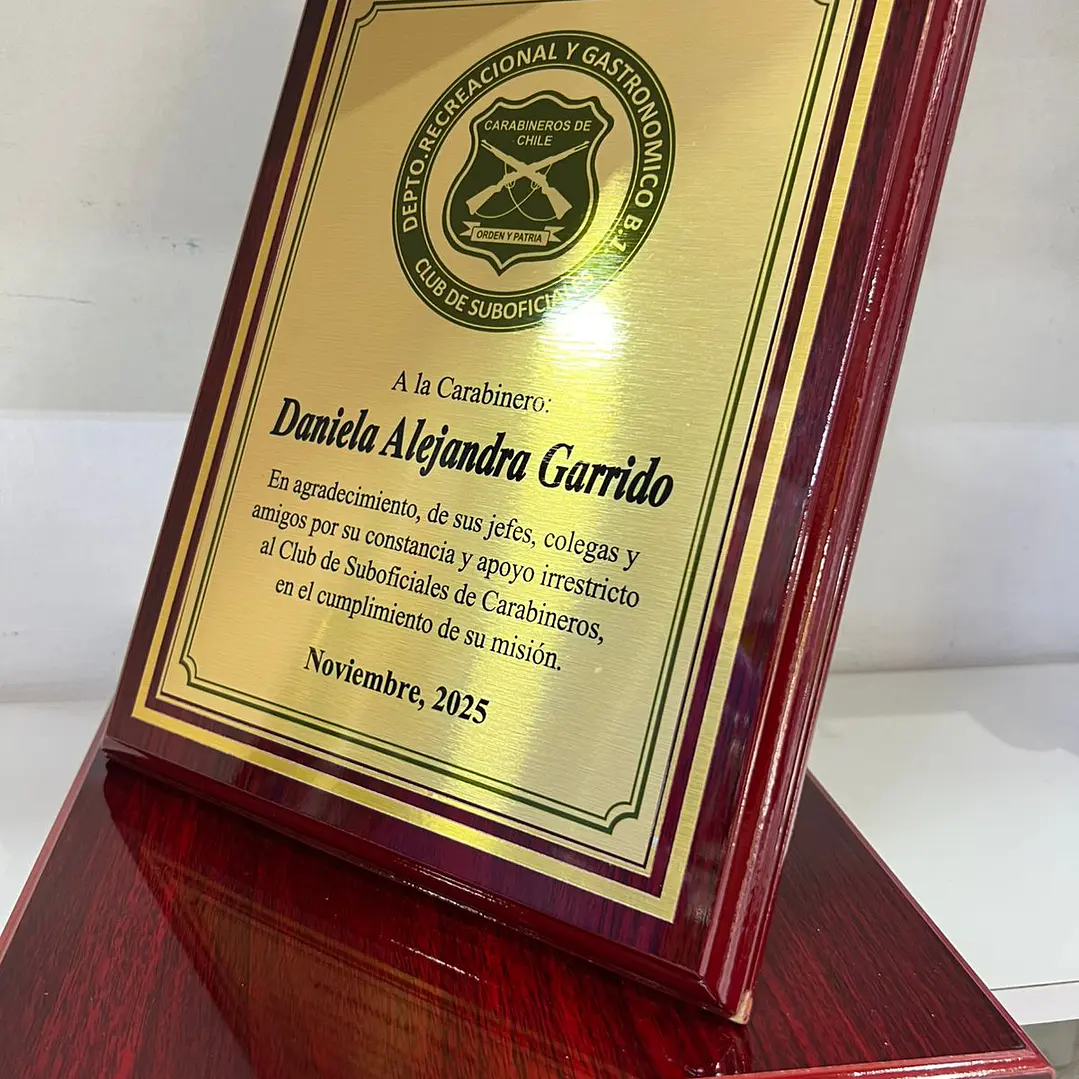 DEPTO.RECREACIONAL Y GASTRONOMICO B.1
CARABINEROS DE
CHILE
ORDEN Y PATRIA
CLUB DE
A la Carabinero:
Daniela Alejandra Garrido
En agradecimiento, de sus jefes, colegas y
amigos por su constancia y apoyo irrestricto
al Club de Suboficiales de Carabineros,
en el cumplimiento de su misión.
Noviembre, 2025